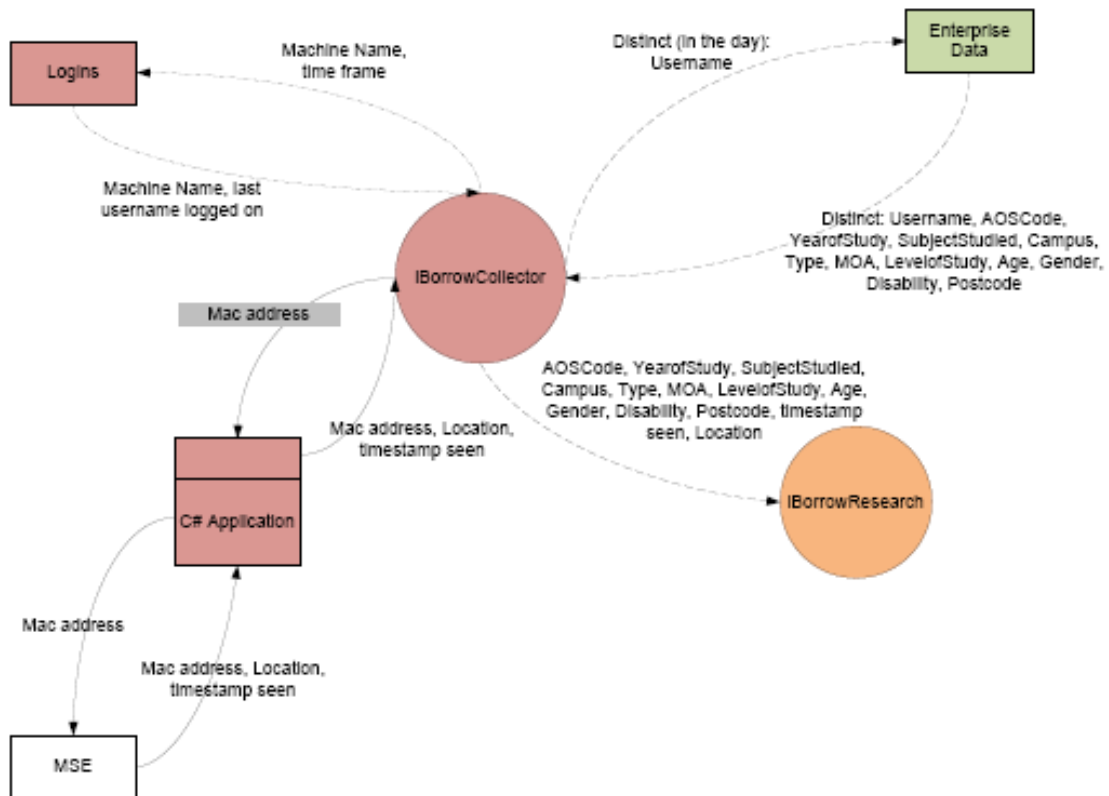 Logins
Machine Name,
time frame
Distinct (in the day):
Username
Enterprise
Data
Machine Name, last
username logged on
IBorrowCollector
Distinct: Username, AOSCode,
YearofStudy, SubjectStudied, Campus,
Type, MOA, LevelofStudy, Age, Gender,
Disability, Postcode
Mac address
AOSCode, YearofStudy, SubjectStudied,
Campus, Type, MOA, LevelofStudy, Age,
Gender, Disability, Postcode, timestamp
seen, Location
Mac address, Location,
timestamp seen
IBorrowResearch
C# Application
Mac address
Mac address, Location,
timestamp seen
MSE